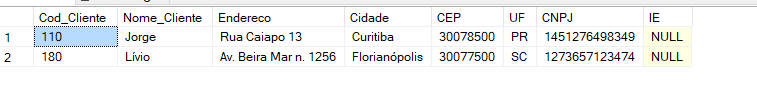 Cod_Cliente Nome_Cliente Endereco Cidade CEP UF CNPJ IE
1 110 Jorge Rua Caiapo 13 Curitiba 30078500 PR 1451276498349 NULL
2 180 Lívio Av. Beira Mar n. 1256 Florianópolis 30077500 SC 1273657123474 NULL